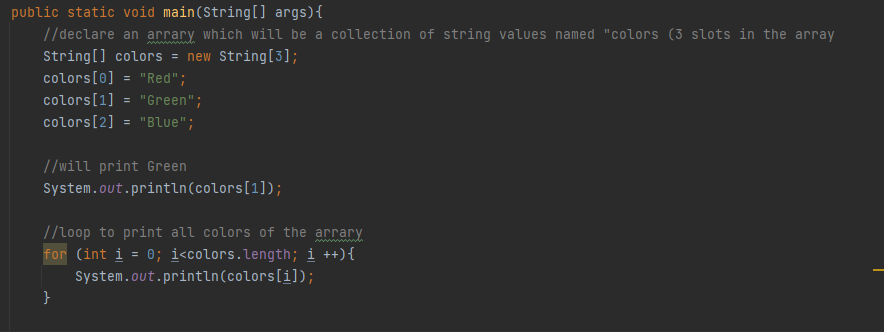 public static void main(String[] args){
//declare an arrary which will be a collection of string values named "colors (3 slots in the array
String[] colors = new String[3];
colors[0] = "Red";
colors[1] = "Green";
colors[2] = "Blue";
//will print Green
System.out.println(colors[1]);
//loop to print all colors of the arrary
for (int i = 0; i<colors.length; i ++){
System.out.println(colors[i]);
}